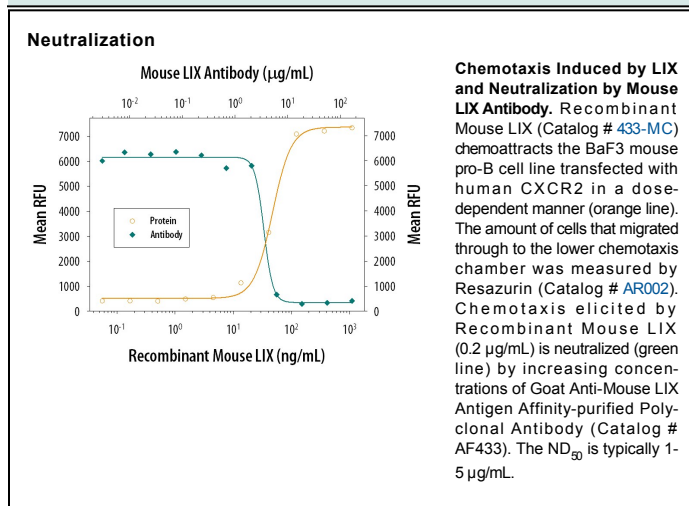 Neutralization
Mouse LIX Antibody (µg/mL)
10-2 10-1 100 101 102
7000 7000
6000 6000
5000 5000
4000 4000
3000 3000
2000 2000
1000 1000
0 0
Mean RFU
Mean RFU
Protein
Antibody
10-1 100 101 102 103
Recombinant Mouse LIX (ng/mL)
Chemotaxis Induced by LIX
and Neutralization by Mouse
LIX Antibody. Recombinant
Mouse LIX (Catalog # 433-MC)
chemoattracts the BaF3 mouse
pro-B cell line transfected with
human CXCR2 in a dose-
dependent manner (orange line).
The amount of cells that migrated
through to the lower chemotaxis
chamber was measured by
Resazurin (Catalog # AR002).
Chemotaxis elicited by
Recombinant Mouse LIX
(0.2 µg/mL) is neutralized (green
line) by increasing concen-
trations of Goat Anti-Mouse LIX
Antigen Affinity-purified Poly-
clonal Antibody (Catalog #
AF433). The ND50 is typically 1-
5 µg/mL.